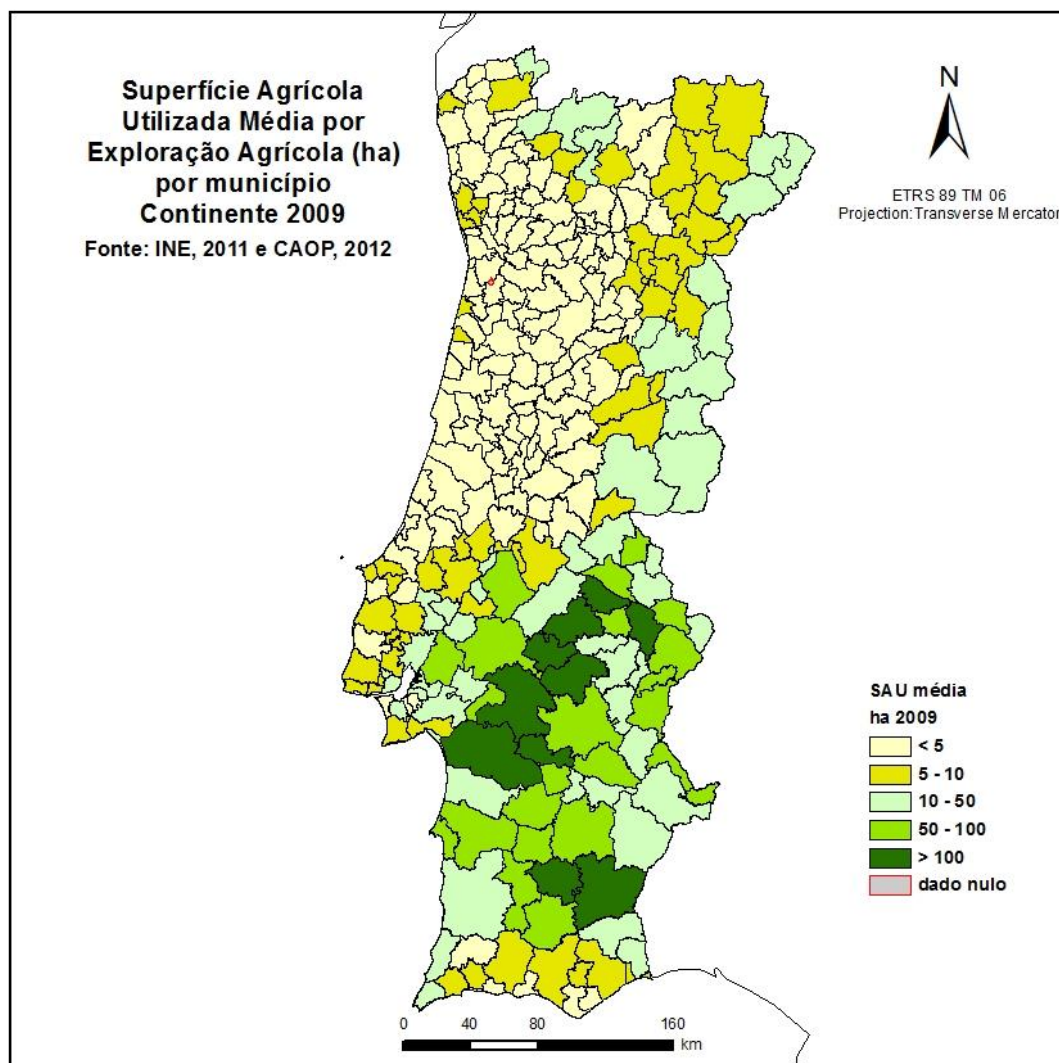 Superfície Agrícola
Utilizada Média por
Exploração Agrícola (ha)
por município
Continente 2009
Fonte: INE, 2011 e CAOP, 2012
N
ETRS 89 TM 06
Projection:Transverse Mercator
SAU média
ha 2009
< 5
5 - 10
10 - 50
50 - 100
> 100
dado nulo
0 40 80 160
km